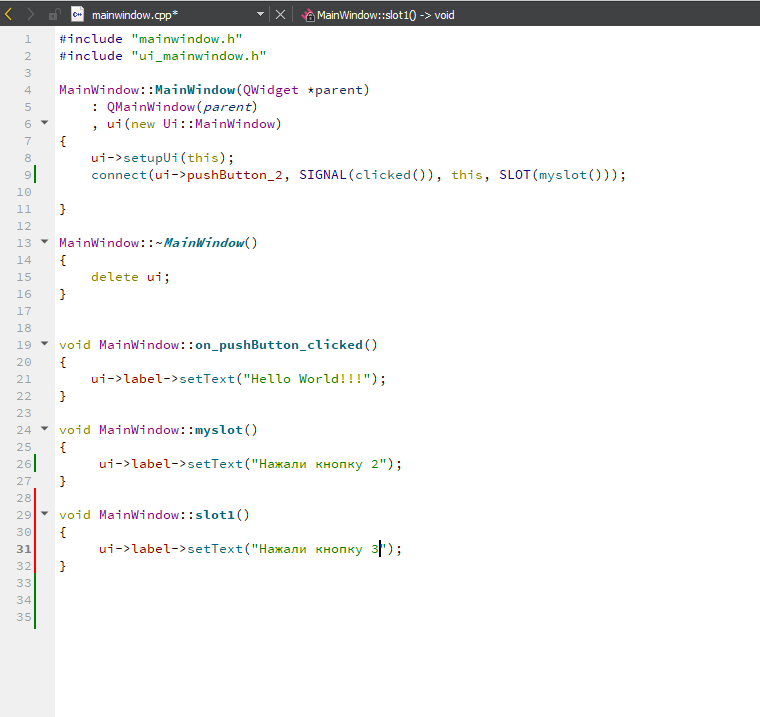 mainwindow.cpp* MainWindow::slot1() -> void
1 #include "mainwindow.h"
2 #include "ui_mainwindow.h"
3
4 MainWindow::MainWindow(QWidget *parent)
5     : QMainWindow(parent)
6     , ui(new Ui::MainWindow)
7 {
8     ui->setupUi(this);
9     connect(ui->pushButton_2, SIGNAL(clicked()), this, SLOT(myslot()));
10
11 }
12
13 MainWindow::~MainWindow()
14 {
15     delete ui;
16 }
17
18
19 void MainWindow::on_pushButton_clicked()
20 {
21     ui->label->setText("Hello World!!!");
22 }
23
24 void MainWindow::myslot()
25 {
26      ui->label->setText("Нажали кнопку 2");
27 }
28
29 void MainWindow::slot1()
30 {
31      ui->label->setText("Нажали кнопку 3");
32 }
33
34
35